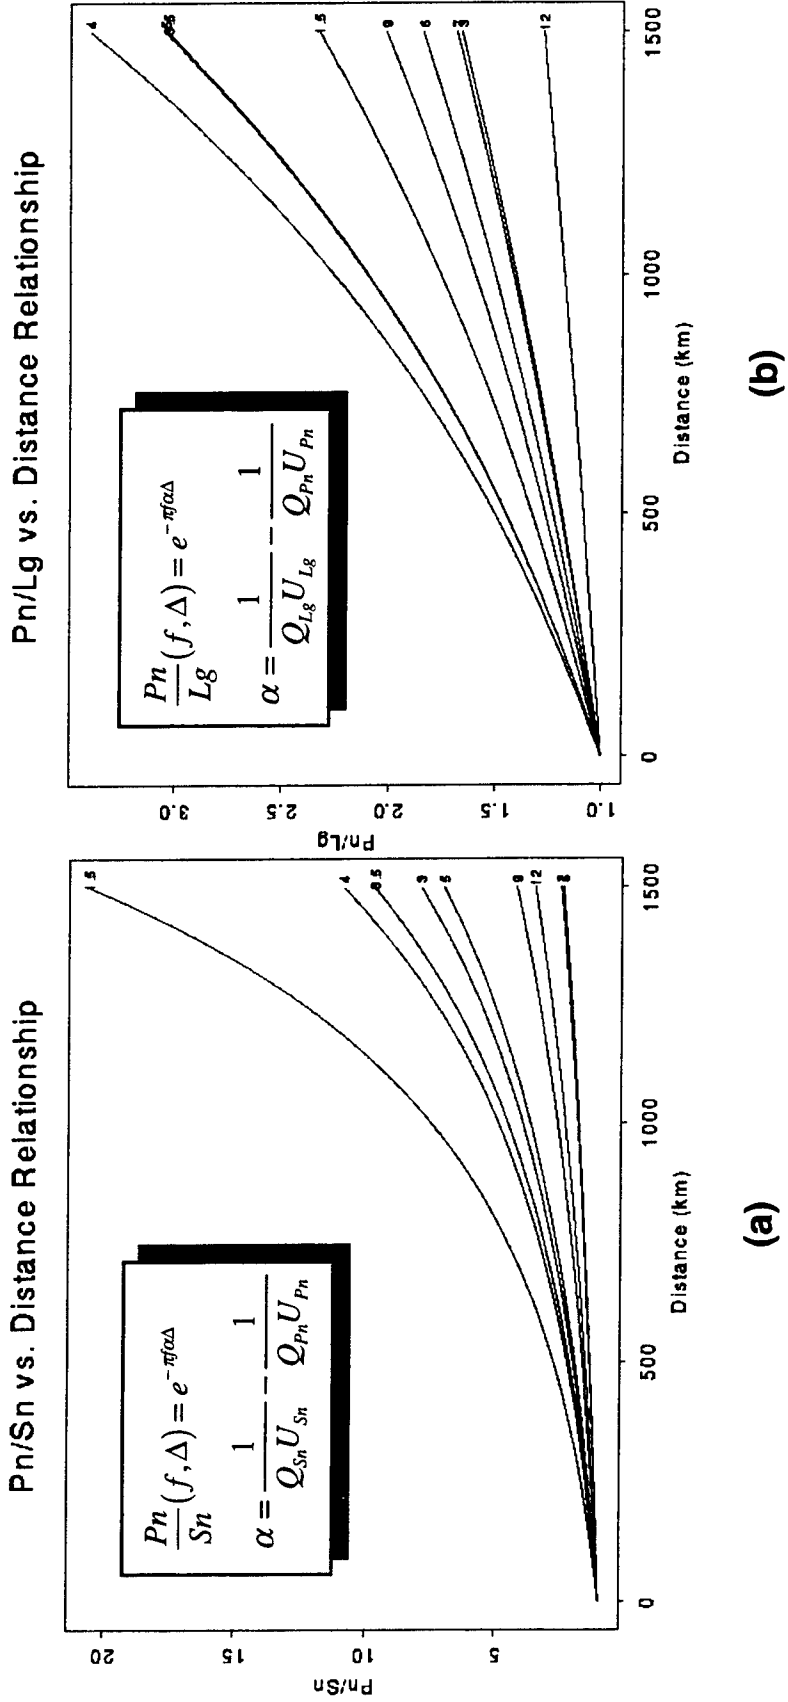 Pn/Sn vs. Distance Relationship
Pn/Sn (f,Δ) = e^{-πfαΔ}
α = 1/(Q_{Sn}U_{Sn}) − 1/(Q_{Pn}U_{Pn})
Pn/Sn
20
15
10
5
1.5
4
3
6
9
12
0
500
1000
1500
Distance (km)
(a)
Pn/Lg vs. Distance Relationship
Pn/Lg (f,Δ) = e^{-πfαΔ}
α = 1/(Q_{Lg}U_{Lg}) − 1/(Q_{Pn}U_{Pn})
Pn/Lg
3.0
2.5
2.0
1.5
1.0
4
1.5
9
6
3
12
0
500
1000
1500
Distance (km)
(b)